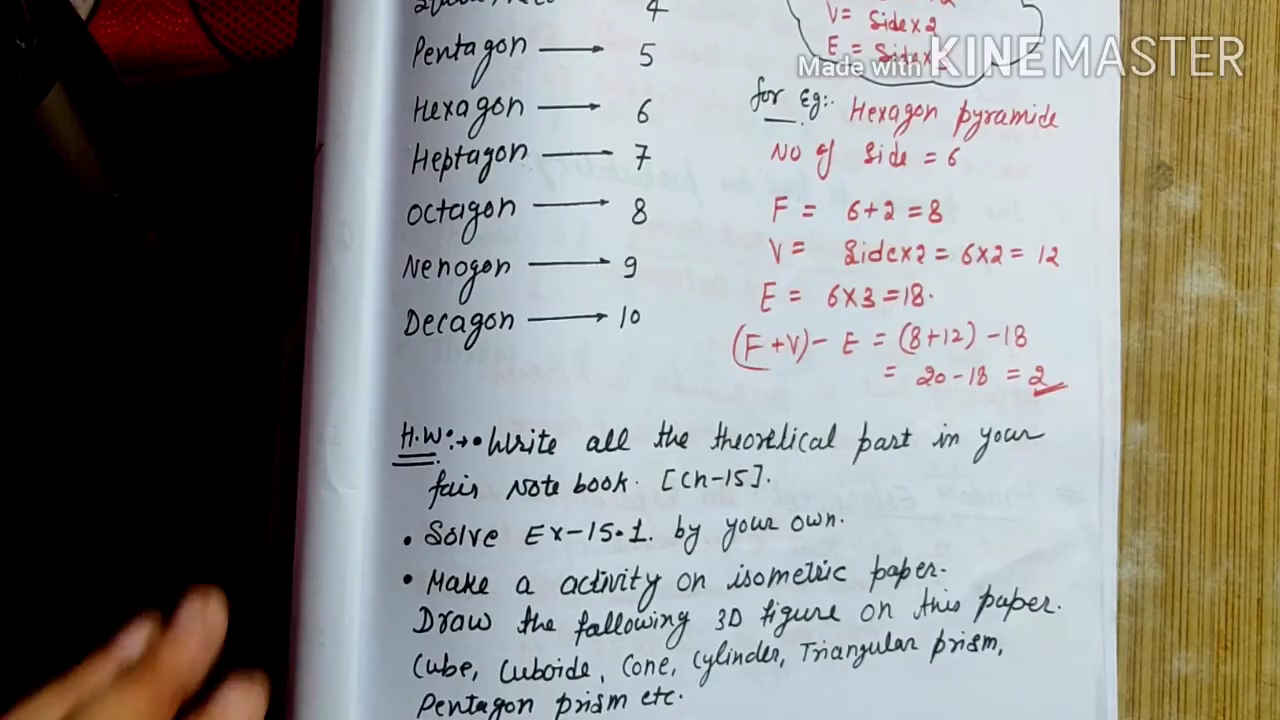 4
Pentagon → 5
Hexagon → 6
Heptagon → 7
Octagon → 8
Nenogon → 9
Decagon → 10
V= Sidex2
E = Sidex
Made with KINEMASTER
for Eg:.
Hexagon pyramide
No of Side = 6
F = 6+2 = 8
V = Sidex2 = 6x2 = 12
E = 6x3 = 18.
(F+V)- E = (8+12) -18
= 20-18 = 2
H.W:→ • Write all the theoretical part in your
fair Note book. [Ch-15].
• Solve Ex-15.1. by your own.
• Make a activity on isometric paper.
Draw the following 3D figure on this paper.
Cube, Cuboide, Cone, Cylinder, Triangular prism,
Pentagon prism etc.